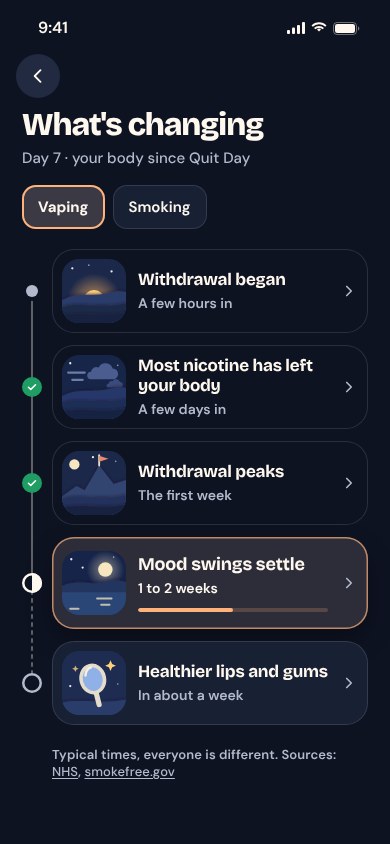 9:41
What's changing
Day 7 · your body since Quit Day
Vaping
Smoking
Withdrawal began
A few hours in
Most nicotine has left
your body
A few days in
Withdrawal peaks
The first week
Mood swings settle
1 to 2 weeks
Healthier lips and gums
In about a week
Typical times, everyone is different. Sources:
NHS, smokefree.gov